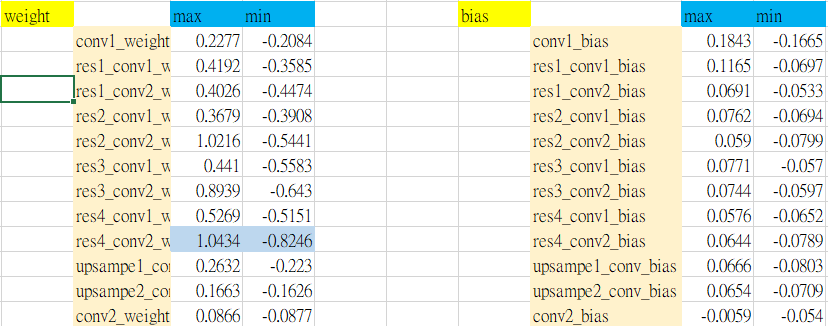 weight max min bias max min
conv1_weight 0.2277 -0.2084 conv1_bias 0.1843 -0.1665
res1_conv1_w 0.4192 -0.3585 res1_conv1_bias 0.1165 -0.0697
res1_conv2_w 0.4026 -0.4474 res1_conv2_bias 0.0691 -0.0533
res2_conv1_w 0.3679 -0.3908 res2_conv1_bias 0.0762 -0.0694
res2_conv2_w 1.0216 -0.5441 res2_conv2_bias 0.059 -0.0799
res3_conv1_w 0.441 -0.5583 res3_conv1_bias 0.0771 -0.057
res3_conv2_w 0.8939 -0.643 res3_conv2_bias 0.0744 -0.0597
res4_conv1_w 0.5269 -0.5151 res4_conv1_bias 0.0576 -0.0652
res4_conv2_w 1.0434 -0.8246 res4_conv2_bias 0.0644 -0.0789
upsampe1_co 0.2632 -0.223 upsampe1_conv_bias 0.0666 -0.0803
upsampe2_co 0.1663 -0.1626 upsampe2_conv_bias 0.0654 -0.0709
conv2_weight 0.0866 -0.0877 conv2_bias -0.0059 -0.054